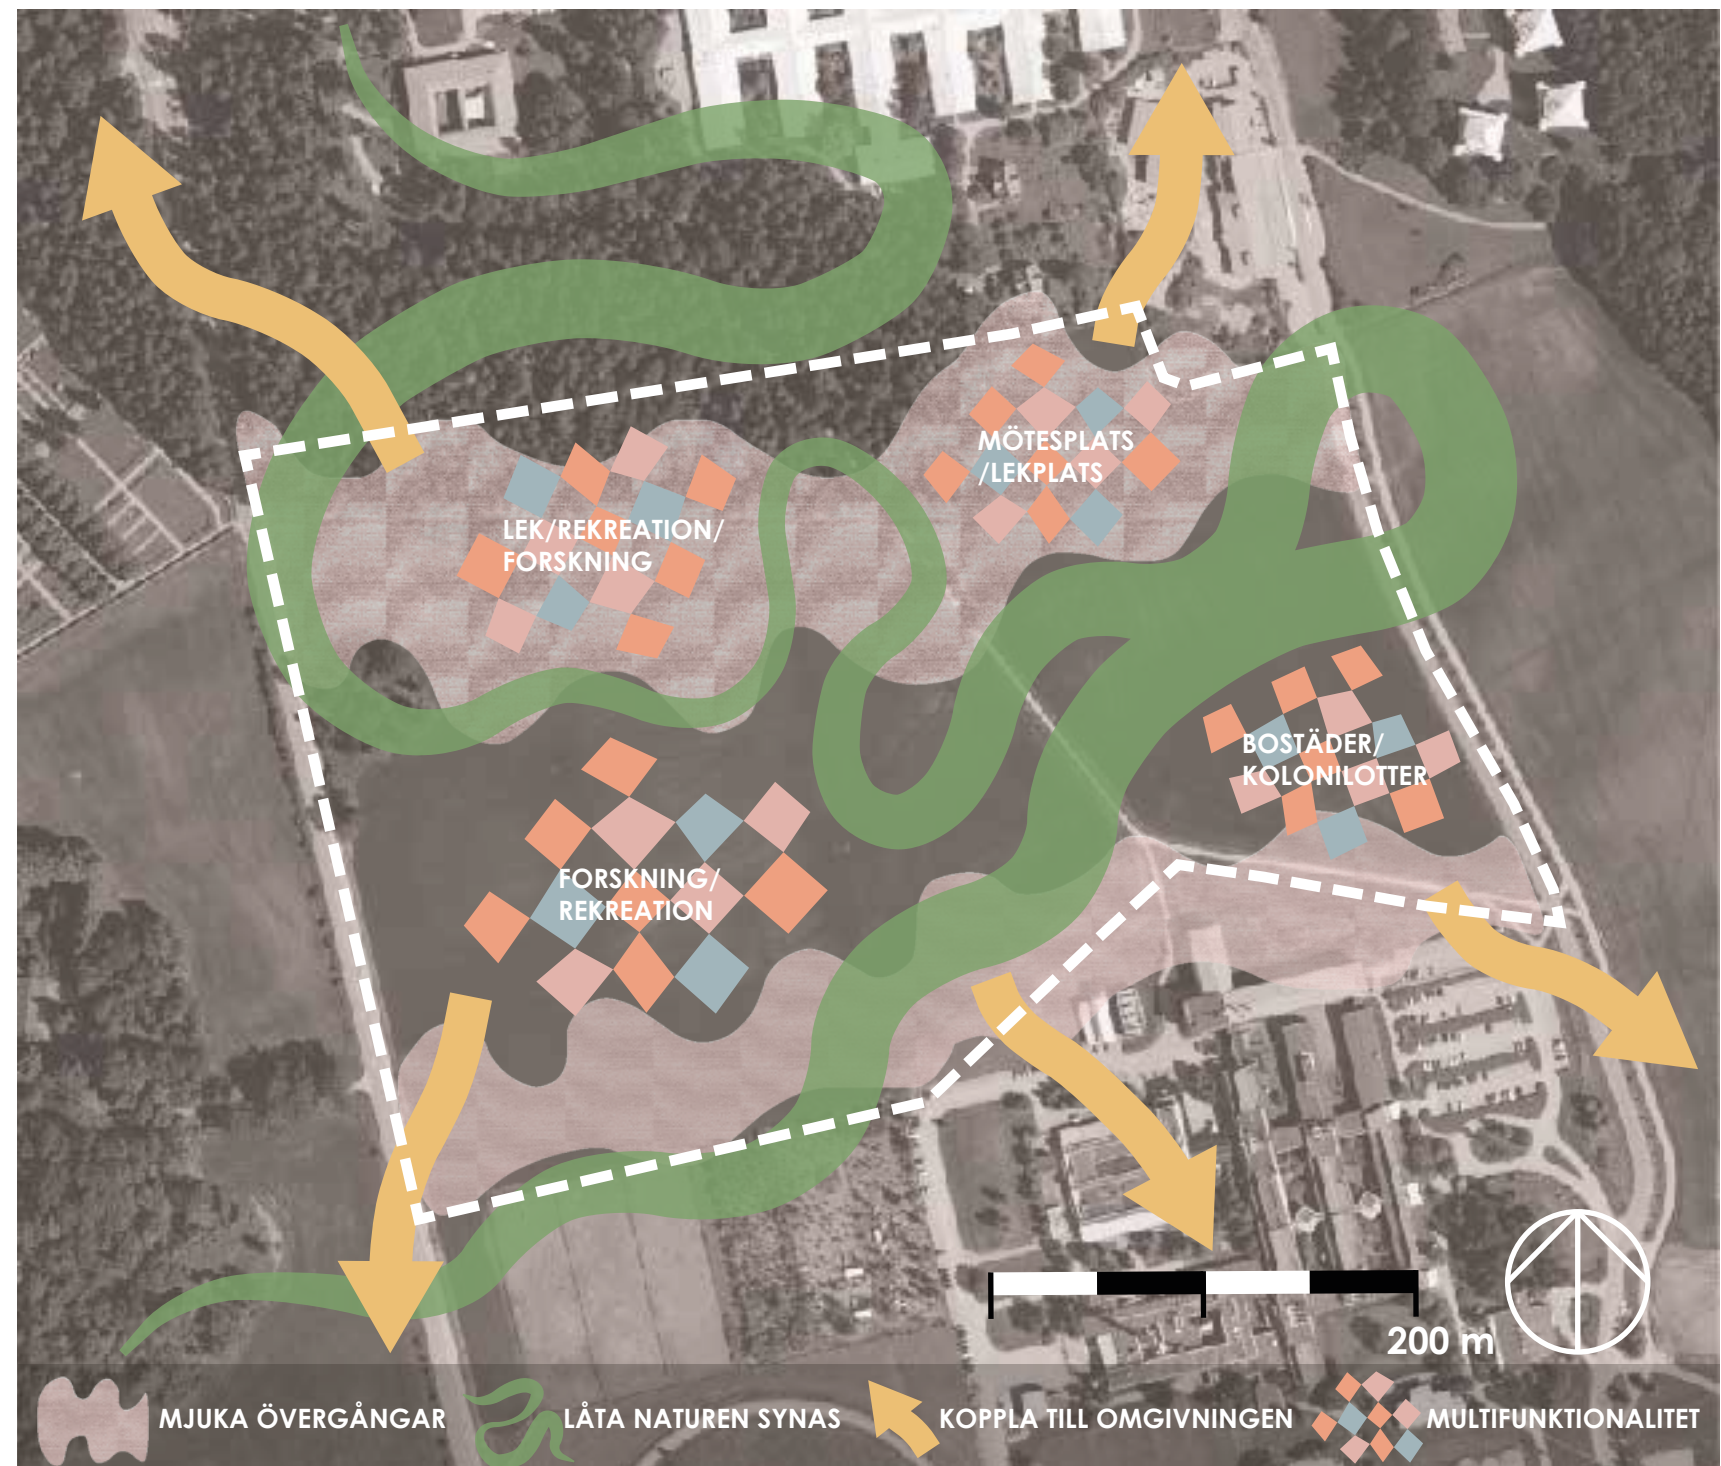 MÖTESPLATS
/LEKPLATS
LEK/REKREATION/
FORSKNING
BOSTÄDER/
KOLONILOTTER
FORSKNING/
REKREATION
200 m
MJUKA ÖVERGÅNGAR
LÅTA NATUREN SYNAS
KOPPLA TILL OMGIVNINGEN
MULTIFUNKTIONALITET